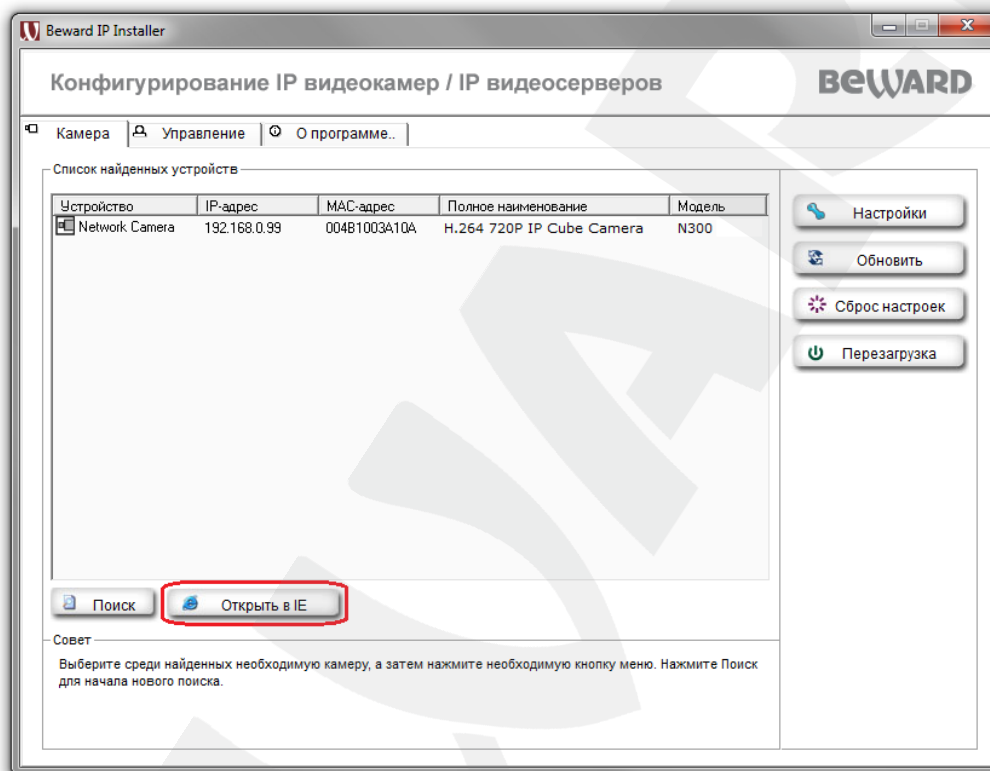 Beward IP Installer
Конфигурирование IP видеокамер / IP видеосерверов
BEWARD
Камера Управление О программе..
Список найденных устройств
Устройство IP-адрес MAC-адрес Полное наименование Модель
Network Camera 192.168.0.99 004B1003A10A H.264 720P IP Cube Camera N300
Настройки
Обновить
Сброс настроек
Перезагрузка
Поиск Открыть в IE
Совет
Выберите среди найденных необходимую камеру, а затем нажмите необходимую кнопку меню. Нажмите Поиск
для начала нового поиска.